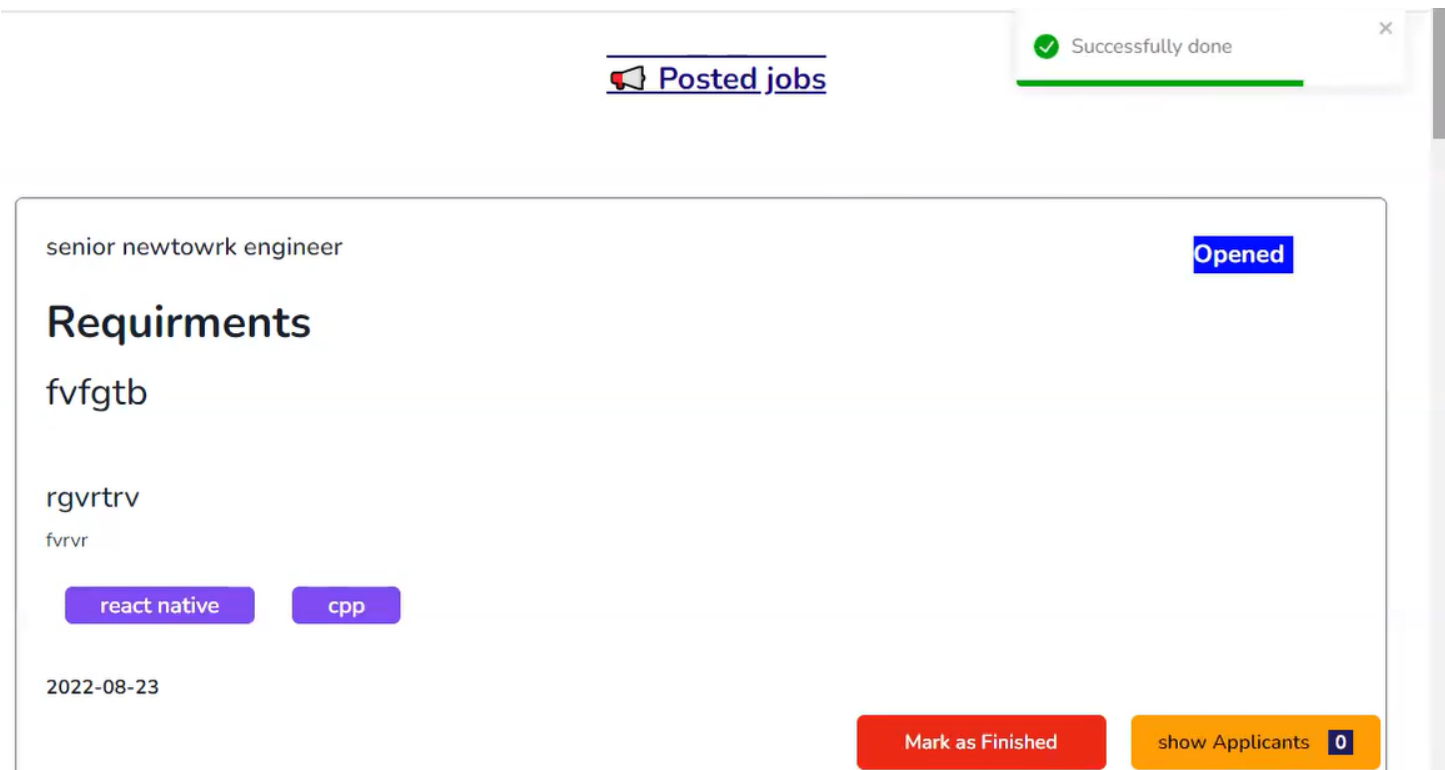 Successfully done
Posted jobs
senior newtowrk engineer
Opened
Requirments
fvfgtb
rgvrtrv
fvrvr
react native cpp
2022-08-23
Mark as Finished show Applicants 0